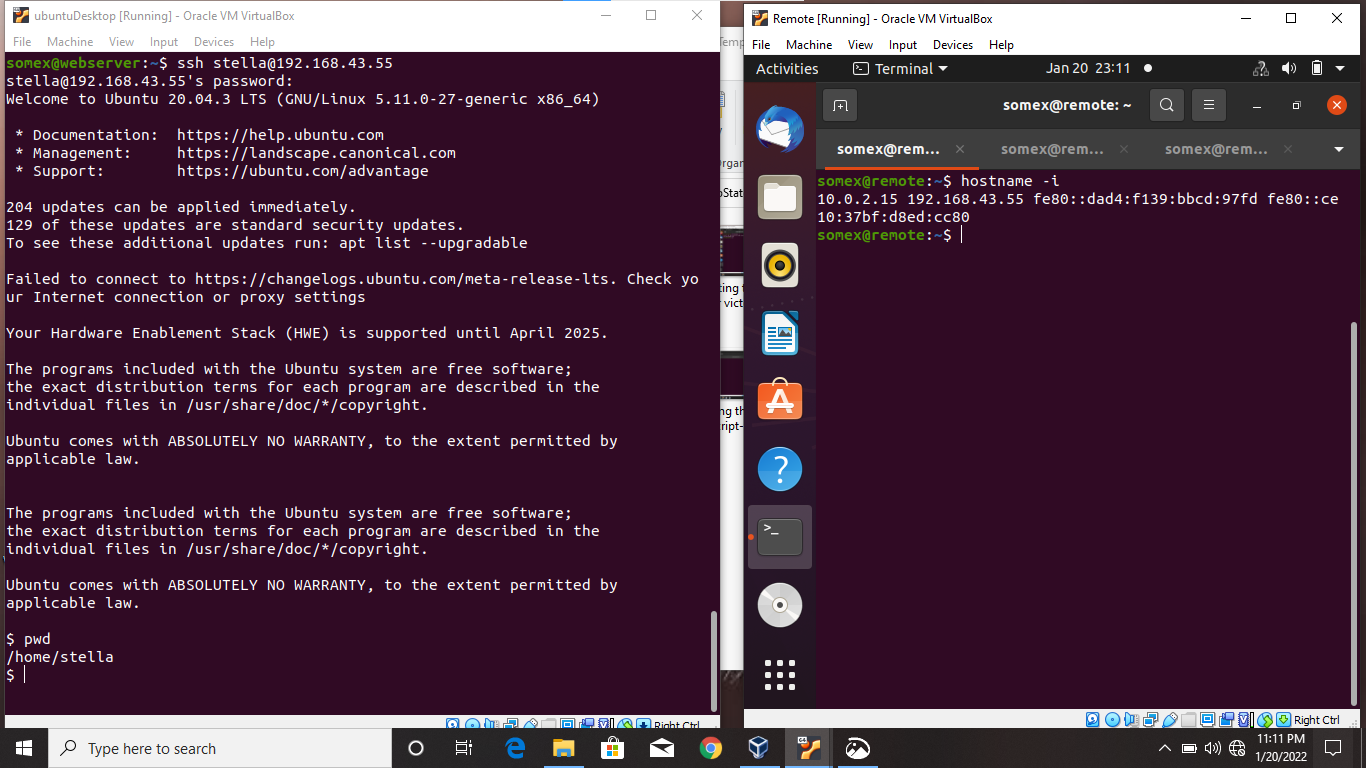 ubuntuDesktop [Running] - Oracle VM VirtualBox
File Machine View Input Devices Help
somex@webserver:~$ ssh stella@192.168.43.55
stella@192.168.43.55's password:
Welcome to Ubuntu 20.04.3 LTS (GNU/Linux 5.11.0-27-generic x86_64)
* Documentation: https://help.ubuntu.com
* Management: https://landscape.canonical.com
* Support: https://ubuntu.com/advantage
204 updates can be applied immediately.
129 of these updates are standard security updates.
To see these additional updates run: apt list --upgradable
Failed to connect to https://changelogs.ubuntu.com/meta-release-lts. Check yo
ur Internet connection or proxy settings
Your Hardware Enablement Stack (HWE) is supported until April 2025.
The programs included with the Ubuntu system are free software;
the exact distribution terms for each program are described in the
individual files in /usr/share/doc/*/copyright.
Ubuntu comes with ABSOLUTELY NO WARRANTY, to the extent permitted by
applicable law.
The programs included with the Ubuntu system are free software;
the exact distribution terms for each program are described in the
individual files in /usr/share/doc/*/copyright.
Ubuntu comes with ABSOLUTELY NO WARRANTY, to the extent permitted by
applicable law.
$ pwd
/home/stella
$
Right Ctrl
Remote [Running] - Oracle VM VirtualBox
File Machine View Input Devices Help
Activities Terminal Jan 20 23:11
somex@remote: ~
somex@rem... somex@rem... somex@rem...
somex@remote:~$ hostname -i
10.0.2.15 192.168.43.55 fe80::dad4:f139:bbcd:97fd fe80::ce
10:37bf:d8ed:cc80
somex@remote:~$
Right Ctrl
Type here to search
11:11 PM
1/20/2022